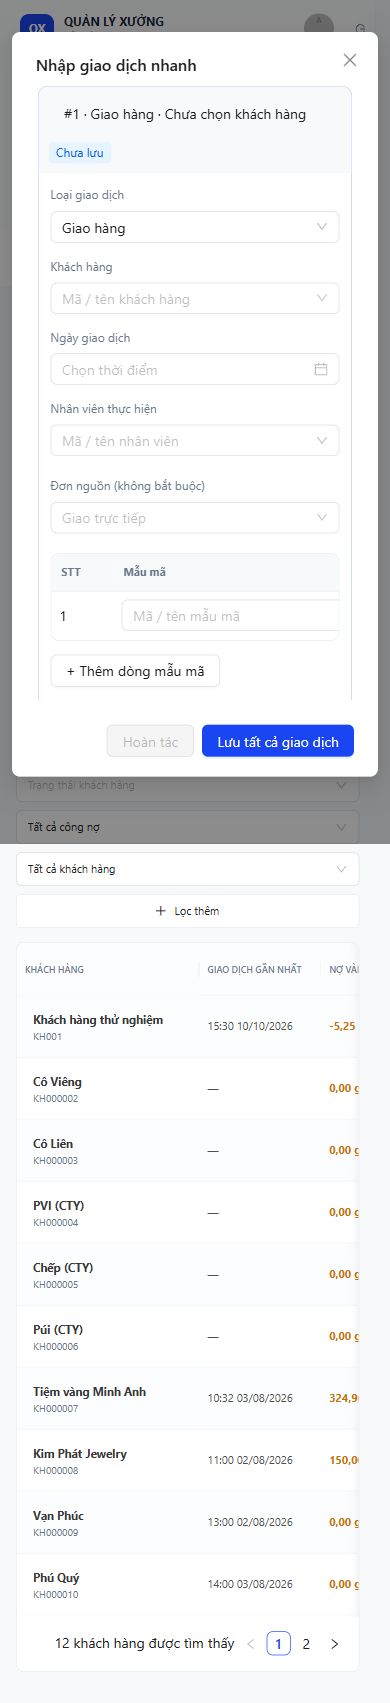 QX
QUẢN LÝ XƯỞNG
A
Nhập giao dịch nhanh
#1 · Giao hàng · Chưa chọn khách hàng
Chưa lưu
Loại giao dịch
Giao hàng
Khách hàng
Mã / tên khách hàng
Ngày giao dịch
Chọn thời điểm
Nhân viên thực hiện
Mã / tên nhân viên
Đơn nguồn (không bắt buộc)
Giao trực tiếp
STT Mẫu mã
1 Mã / tên mẫu mã
+ Thêm dòng mẫu mã
Hoàn tác Lưu tất cả giao dịch
Trạng thái khách hàng
Tất cả công nợ
Tất cả khách hàng
+ Lọc thêm
KHÁCH HÀNG GIAO DỊCH GẦN NHẤT NỢ
Khách hàng thử nghiệm 15:30 10/10/2026 -5,25
KH001
Cô Viêng — 0,00 g
KH000002
Cô Liên — 0,00 g
KH000003
PVI (CTY) — 0,00 g
KH000004
Chếp (CTY) — 0,00 g
KH000005
Púi (CTY) — 0,00 g
KH000006
Tiệm vàng Minh Anh 10:32 03/08/2026 324,9
KH000007
Kim Phát Jewelry 11:00 02/08/2026 150,0
KH000008
Vạn Phúc 13:00 02/08/2026 0,00 g
KH000009
Phú Quý 14:00 03/08/2026 0,00 g
KH000010
12 khách hàng được tìm thấy < 1 2 >